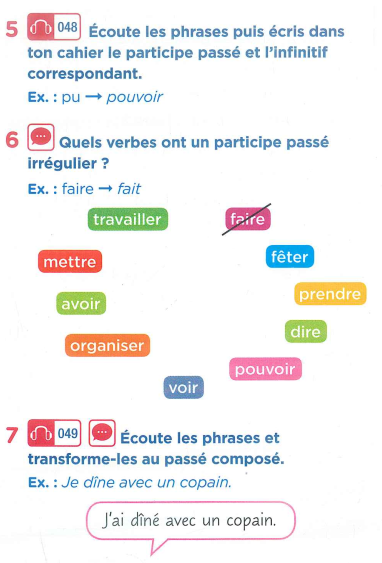 5 048 Écoute les phrases puis écris dans
ton cahier le participe passé et l'infinitif
correspondant.
Ex. : pu → pouvoir
6 Quels verbes ont un participe passé
irrégulier ?
Ex. : faire → fait
travailler faire
mettre fêter
avoir prendre
organiser dire
voir pouvoir
7 049 Écoute les phrases et
transforme-les au passé composé.
Ex. : Je dîne avec un copain.
J'ai dîné avec un copain.